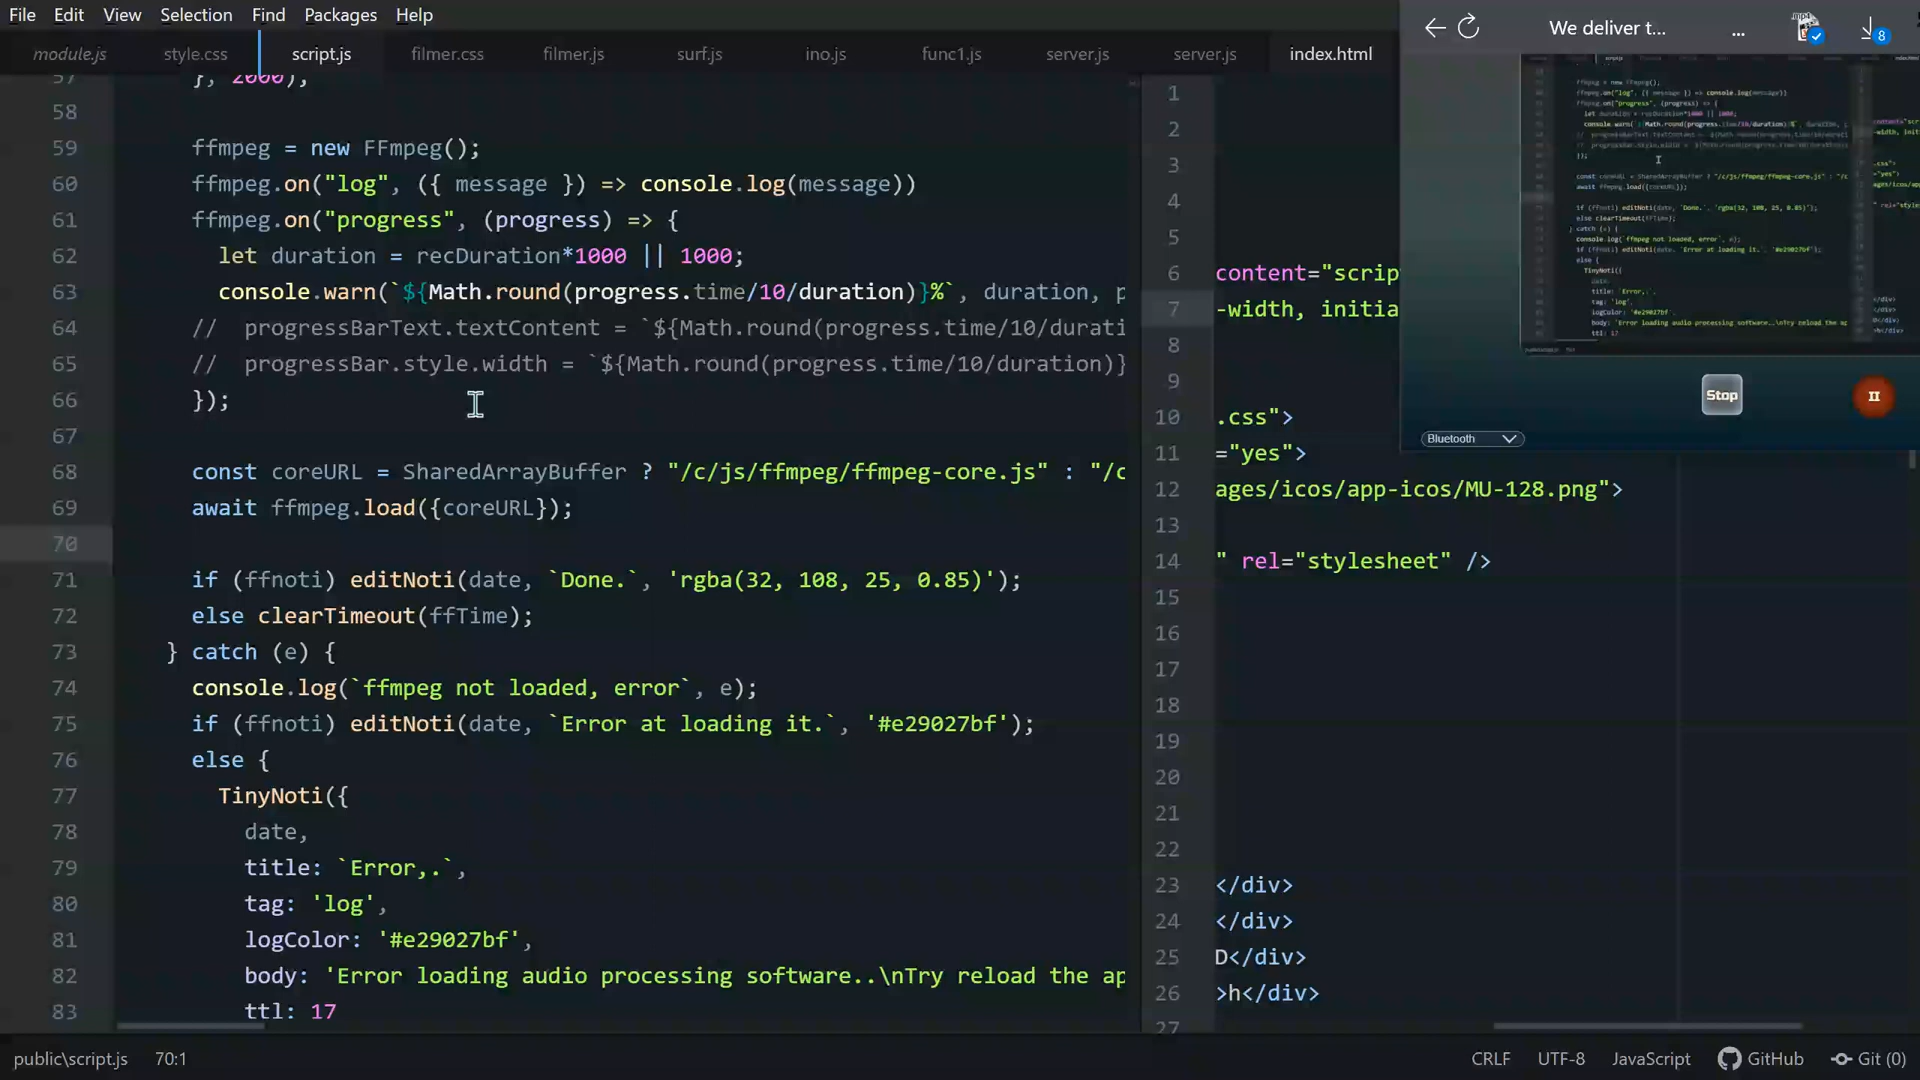 File Edit View Selection Find Packages Help
module.js style.css script.js filmer.css filmer.js surf.js ino.js func1.js server.js server.js index.html
57 }, 2000),
58
59 ffmpeg = new FFmpeg();
60 ffmpeg.on("log", ({ message }) => console.log(message))
61 ffmpeg.on("progress", (progress) => {
62 let duration = recDuration*1000 || 1000;
63 console.warn(`${Math.round(progress.time/10/duration)}%`, duration, p
64 // progressBarText.textContent = `${Math.round(progress.time/10/durati
65 // progressBar.style.width = `${Math.round(progress.time/10/duration)}
66 });
67
68 const coreURL = SharedArrayBuffer ? "/c/js/ffmpeg/ffmpeg-core.js" : "/c
69 await ffmpeg.load({coreURL});
70
71 if (ffnoti) editNoti(date, `Done.`, 'rgba(32, 108, 25, 0.85)');
72 else clearTimeout(ffTime);
73 } catch (e) {
74 console.log(`ffmpeg not loaded, error`, e);
75 if (ffnoti) editNoti(date, `Error at loading it.`, '#e29027bf');
76 else {
77 TinyNoti({
78 date,
79 title: `Error,.`,
80 tag: 'log',
81 logColor: '#e29027bf',
82 body: 'Error loading audio processing software..\nTry reload the ap
83 ttl: 17
1
2
3
4
5
6 content="scrip
7 -width, initia
8
9
10 .css">
11 ="yes">
12 ages/icos/app-icos/MU-128.png">
13
14 " rel="stylesheet" />
15
16
17
18
19
20
21
22
23 </div>
24 </div>
25 D</div>
26 >h</div>
27
We deliver t... ... 8
Stop
Bluetooth
public\script.js 70:1 CRLF UTF-8 JavaScript GitHub Git (0)